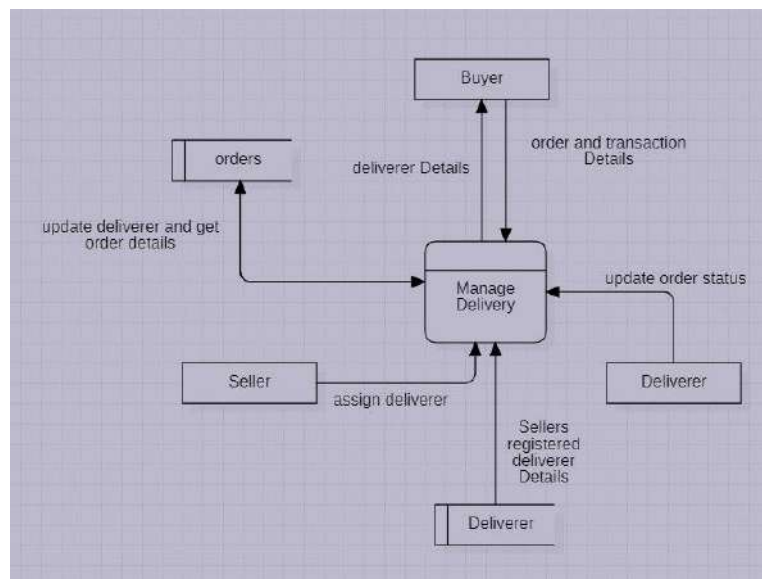 Buyer
orders
order and transaction
Details
deliverer Details
update deliverer and get
order details
Manage
Delivery
update order status
Seller
assign deliverer
Deliverer
Sellers
registered
deliverer
Details
Deliverer